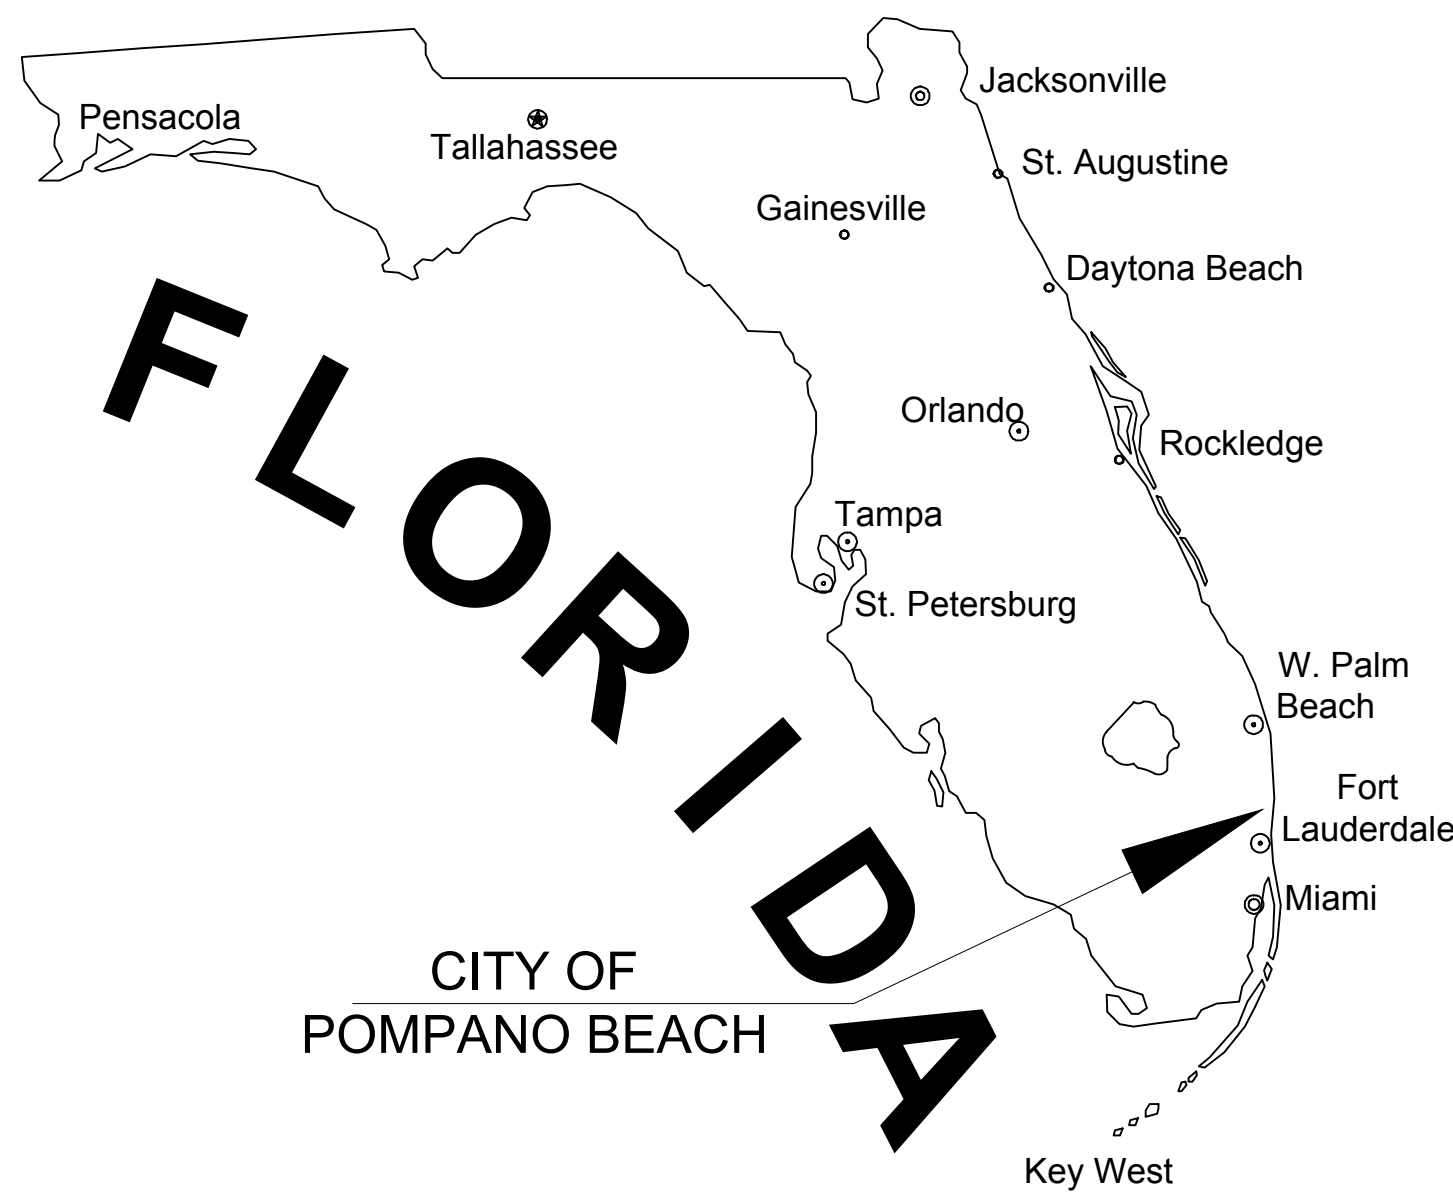 Jacksonville
Pensacola
Tallahassee
St. Augustine
Gainesville
Daytona Beach
FLORIDA
Orlando
Rockledge
Tampa
St. Petersburg
W. Palm
Beach
Fort
Lauderdale
Miami
CITY OF
POMPANO BEACH
Key West